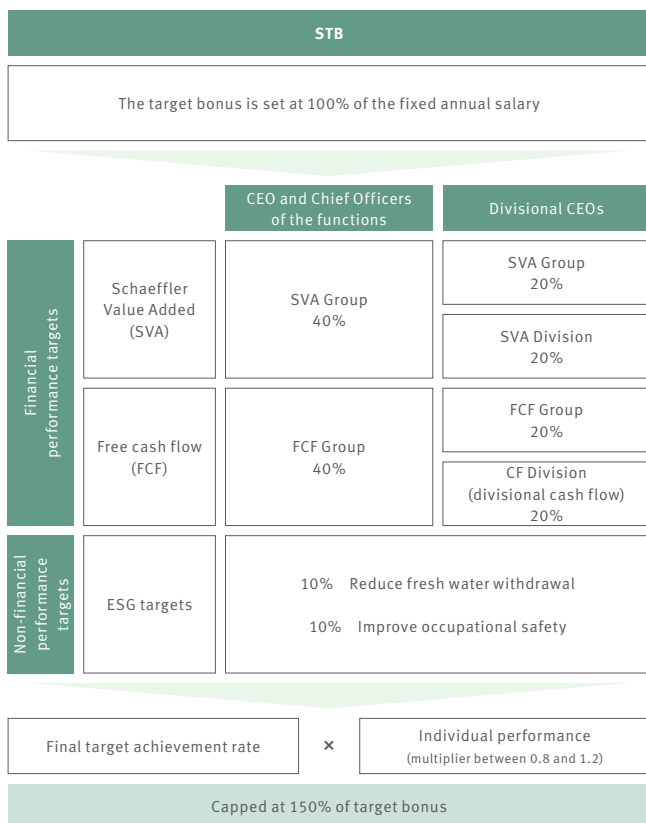 STB
The target bonus is set at 100% of the fixed annual salary
CEO and Chief Officers
of the functions
Divisional CEOs
Financial
performance targets
Schaeffler
Value Added
(SVA)
SVA Group
40%
SVA Group
20%
SVA Division
20%
Free cash flow
(FCF)
FCF Group
40%
FCF Group
20%
CF Division
(divisional cash flow)
20%
Non-financial
performance
targets
ESG targets
10% Reduce fresh water withdrawal
10% Improve occupational safety
Final target achievement rate
×
Individual performance
(multiplier between 0.8 and 1.2)
Capped at 150% of target bonus